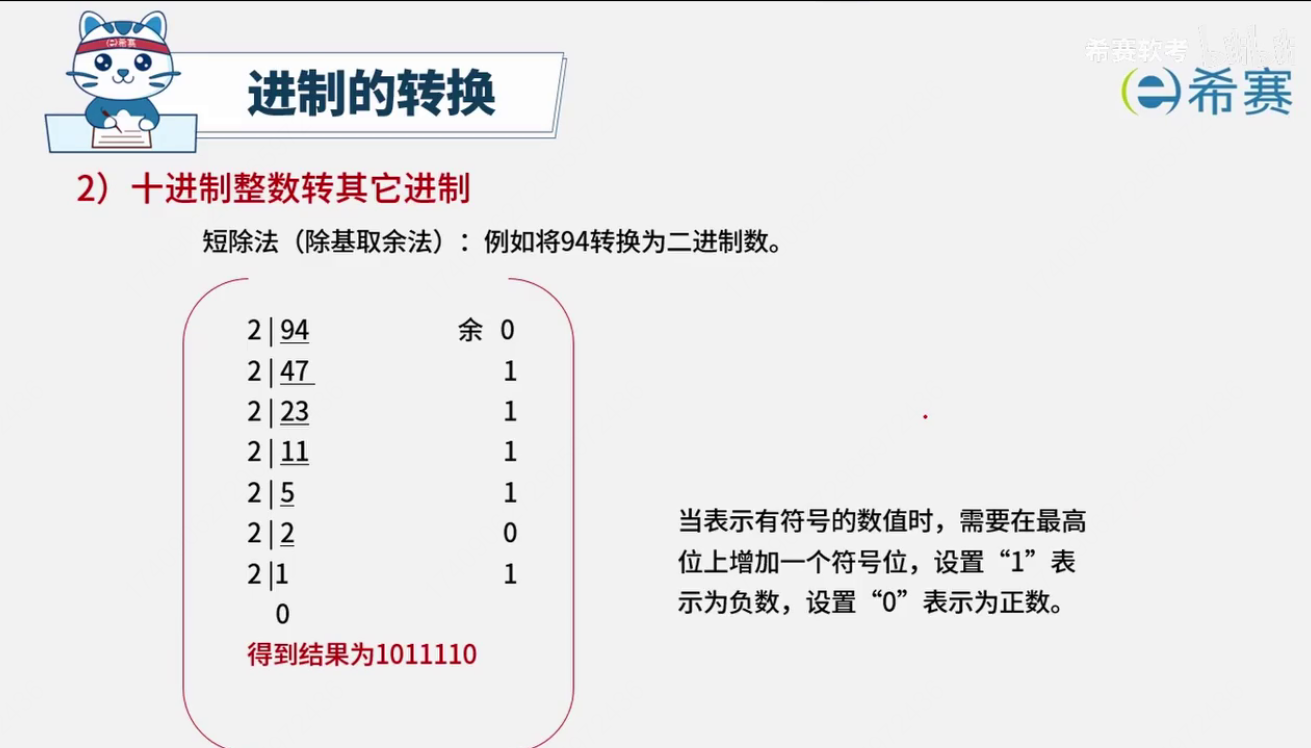 希赛
进制的转换
希赛软考
希赛
2）十进制整数转其它进制
短除法（除基取余法）：例如将94转换为二进制数。
2|94 余 0
2|47 1
2|23 1
2|11 1
2|5 1
2|2 0
2|1 1
0
得到结果为1011110
当表示有符号的数值时，需要在最高
位上增加一个符号位，设置“1”表
示为负数，设置“0”表示为正数。